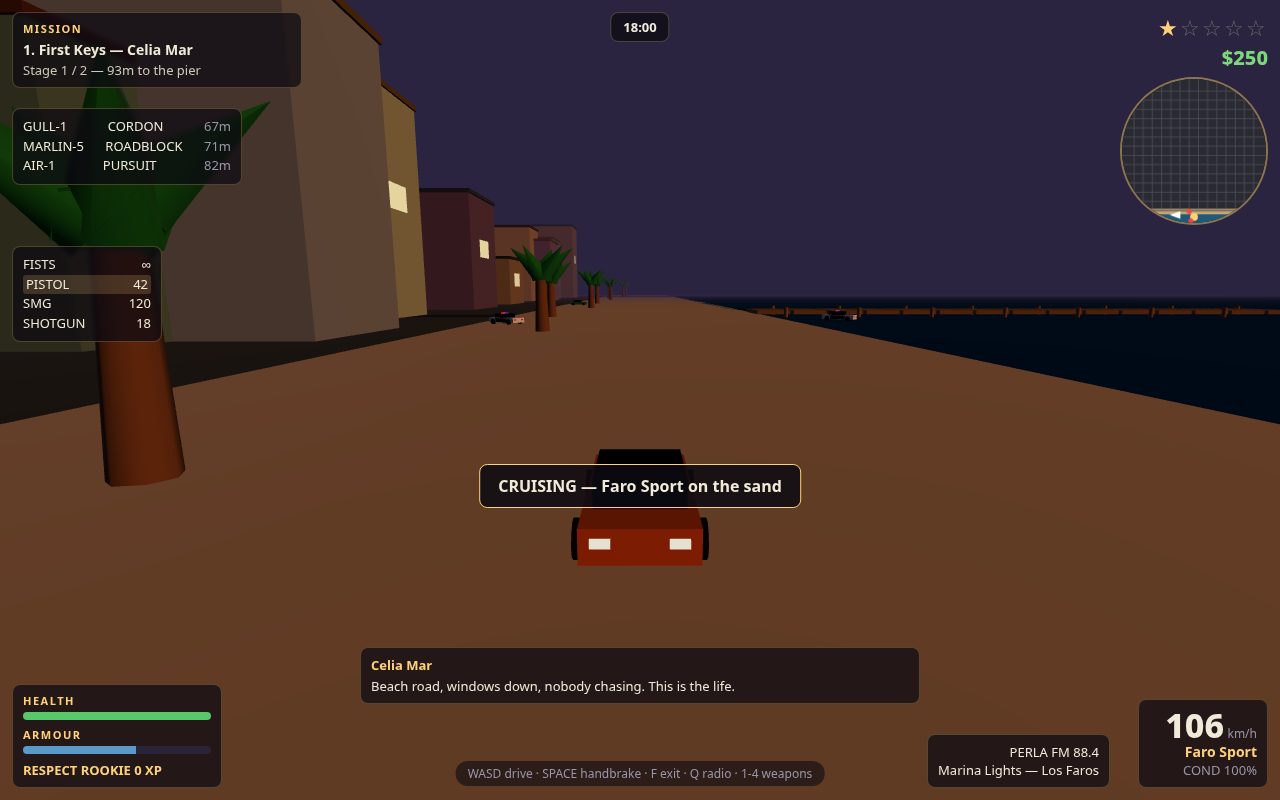 MISSION
1. First Keys — Celia Mar
Stage 1 / 2 — 93m to the pier
18:00
★☆☆☆☆
$250
GULL-1 CORDON 67m
MARLIN-5 ROADBLOCK 71m
AIR-1 PURSUIT 82m
FISTS ∞
PISTOL 42
SMG 120
SHOTGUN 18
CRUISING — Faro Sport on the sand
Celia Mar
Beach road, windows down, nobody chasing. This is the life.
HEALTH
ARMOUR
RESPECT ROOKIE 0 XP
WASD drive · SPACE handbrake · F exit · Q radio · 1-4 weapons
PERLA FM 88.4
Marina Lights — Los Faros
106 km/h
Faro Sport
COND 100%